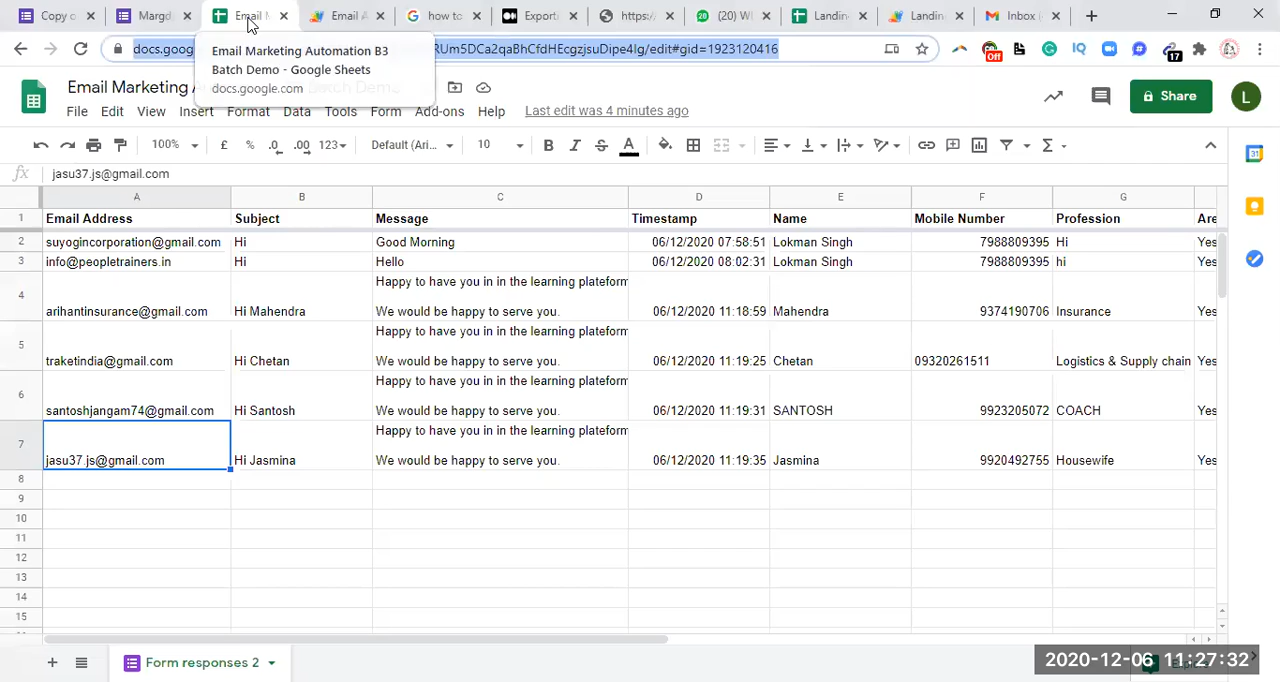 Copy o
Margd
Email M
Email A
how to
Exporti
https:/
(20) W
Landin
Landin
Inbox (
docs.goog
RUm5DCa2qaBhCfdHEcgzjsuDipe4lg/edit#gid=1923120416
Email Marketing Automation B3
Batch Demo - Google Sheets
docs.google.com
Off
17
Email Marketing A
File Edit View Insert Format Data Tools Form Add-ons Help Last edit was 4 minutes ago
Share
L
100% £ % .0 .00 123 Default (Ari... 10 B I S A
fx jasu37.js@gmail.com
A B C D E F G
1 Email Address Subject Message Timestamp Name Mobile Number Profession Are
2 suyogincorporation@gmail.com Hi Good Morning 06/12/2020 07:58:51 Lokman Singh 7988809395 Hi Yes
3 info@peopletrainers.in Hi Hello 06/12/2020 08:02:31 Lokman Singh 7988809395 hi Yes
Happy to have you in in the learning plateform
4 arihantinsurance@gmail.com Hi Mahendra We would be happy to serve you. 06/12/2020 11:18:59 Mahendra 9374190706 Insurance Yes
Happy to have you in in the learning plateform
5 traketindia@gmail.com Hi Chetan We would be happy to serve you. 06/12/2020 11:19:25 Chetan 09320261511 Logistics & Supply chain Yes
Happy to have you in in the learning plateform
6 santoshjangam74@gmail.com Hi Santosh We would be happy to serve you. 06/12/2020 11:19:31 SANTOSH 9923205072 COACH Yes
Happy to have you in in the learning plateform
7 jasu37.js@gmail.com Hi Jasmina We would be happy to serve you. 06/12/2020 11:19:35 Jasmina 9920492755 Housewife Yes
8
9
10
11
12
13
14
15
Form responses 2
2020-12-06 11:27:32